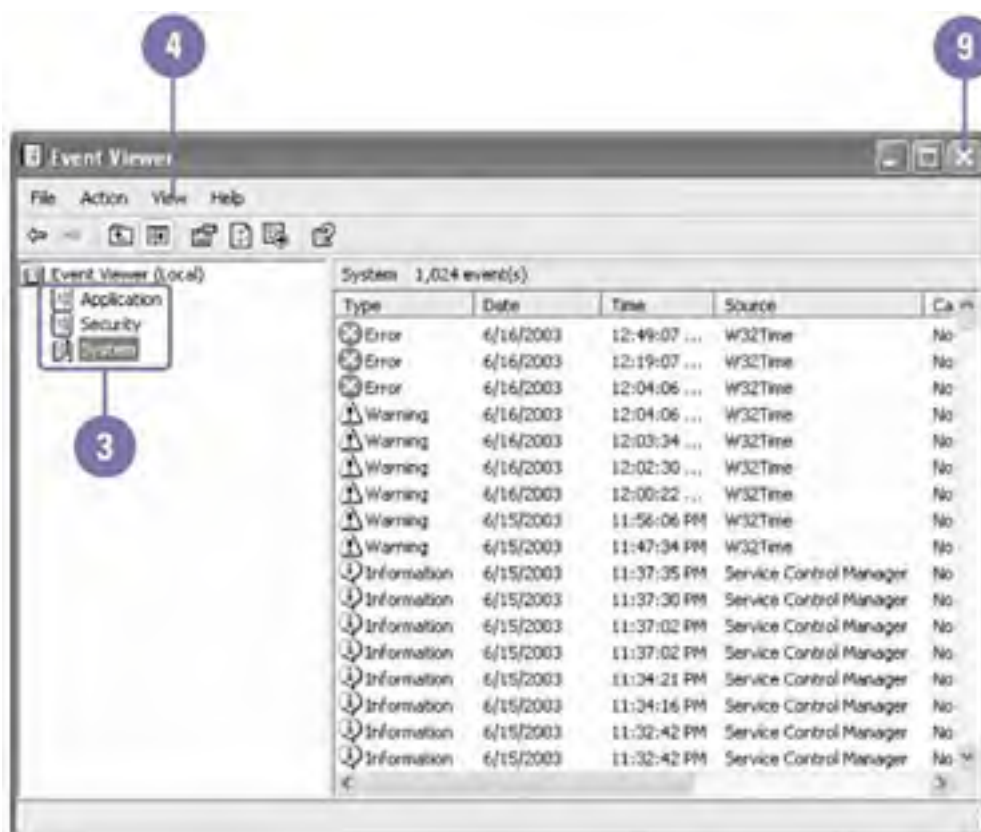 4
9
Event Viewer
File Action View Help
Event Viewer (Local)
Application
Security
System
3
System 1,024 event(s)
Type Date Time Source Ca
Error 6/16/2003 12:49:07 ... W32Time No
Error 6/16/2003 12:19:07 ... W32Time No
Error 6/16/2003 12:04:06 ... W32Time No
Warning 6/16/2003 12:04:06 ... W32Time No
Warning 6/16/2003 12:03:34 ... W32Time No
Warning 6/16/2003 12:02:30 ... W32Time No
Warning 6/16/2003 12:00:22 ... W32Time No
Warning 6/15/2003 11:56:06 PM W32Time No
Warning 6/15/2003 11:47:34 PM W32Time No
Information 6/15/2003 11:37:35 PM Service Control Manager No
Information 6/15/2003 11:37:30 PM Service Control Manager No
Information 6/15/2003 11:37:02 PM Service Control Manager No
Information 6/15/2003 11:37:02 PM Service Control Manager No
Information 6/15/2003 11:34:21 PM Service Control Manager No
Information 6/15/2003 11:34:16 PM Service Control Manager No
Information 6/15/2003 11:32:42 PM Service Control Manager No
Information 6/15/2003 11:32:42 PM Service Control Manager No